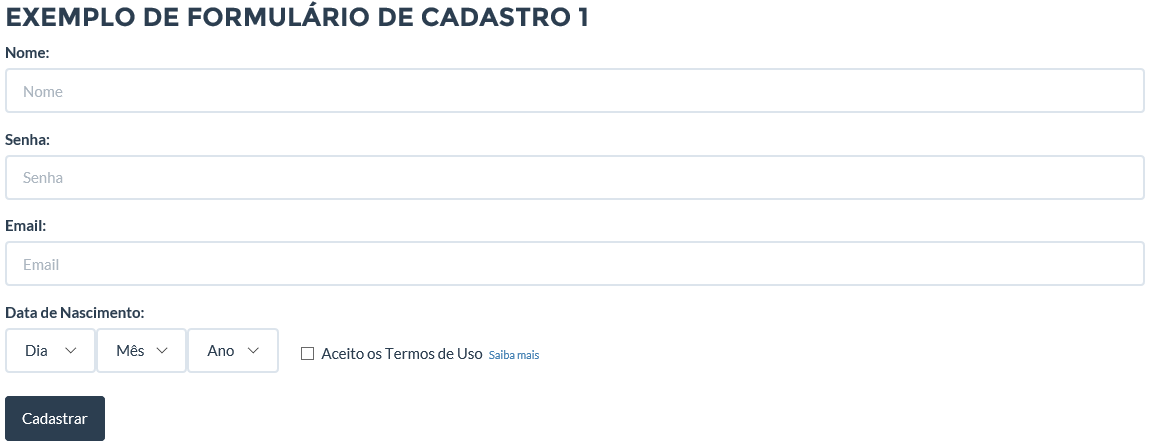 EXEMPLO DE FORMULÁRIO DE CADASTRO 1
Nome:
Nome
Senha:
Senha
Email:
Email
Data de Nascimento:
Dia Mês Ano Aceito os Termos de Uso Saiba mais
Cadastrar